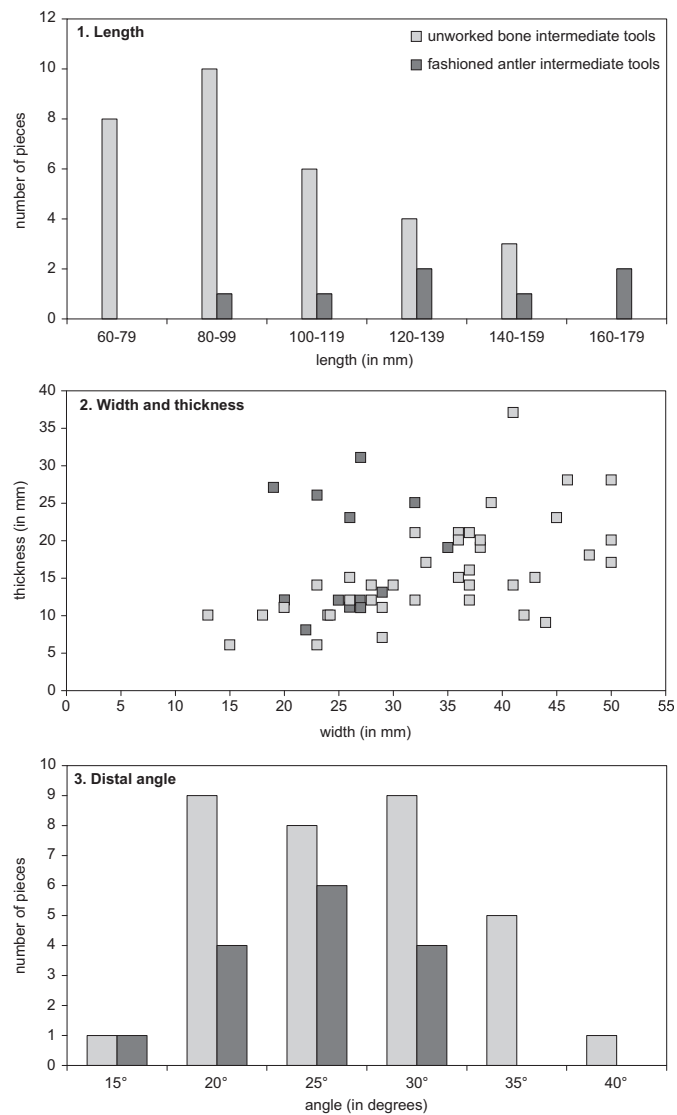 1. Length
unworked bone intermediate tools
fashioned antler intermediate tools
number of pieces
12
10
8
6
4
2
0
60-79 80-99 100-119 120-139 140-159 160-179
length (in mm)
2. Width and thickness
thickness (in mm)
40
35
30
25
20
15
10
5
0
0 5 10 15 20 25 30 35 40 45 50 55
width (in mm)
3. Distal angle
number of pieces
10
9
8
7
6
5
4
3
2
1
0
15° 20° 25° 30° 35° 40°
angle (in degrees)